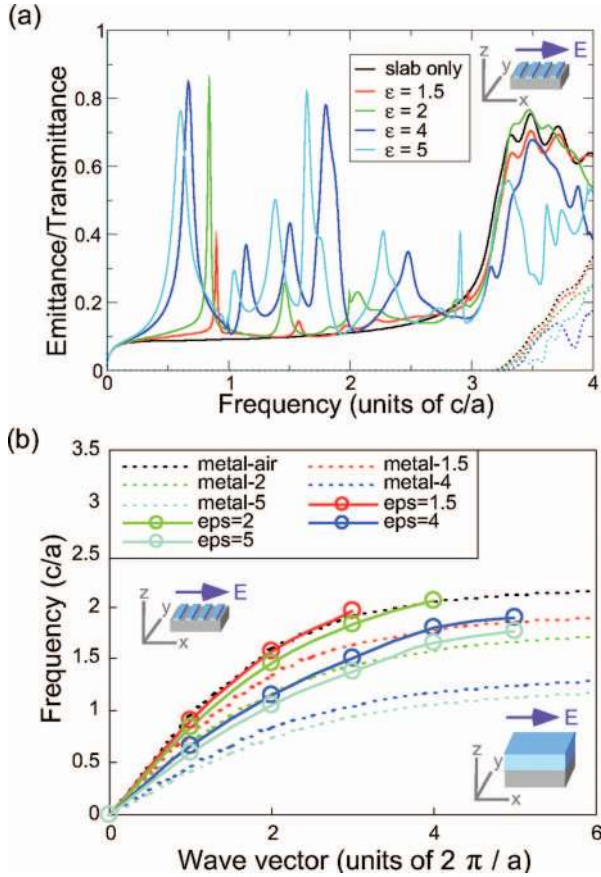 (a)
1
0.8
0.6
0.4
0.2
0
Emittance/Transmittance
slab only
ε = 1.5
ε = 2
ε = 4
ε = 5
z
y
x
E
0 1 2 3 4
Frequency (units of c/a)
(b)
3.5
3
2.5
2
1.5
1
0.5
0
Frequency (c/a)
metal-air metal-1.5
metal-2 metal-4
metal-5 eps=1.5
eps=2 eps=4
eps=5
z
y
x
E
E
z
y
x
0 2 4 6
Wave vector (units of 2 π / a)